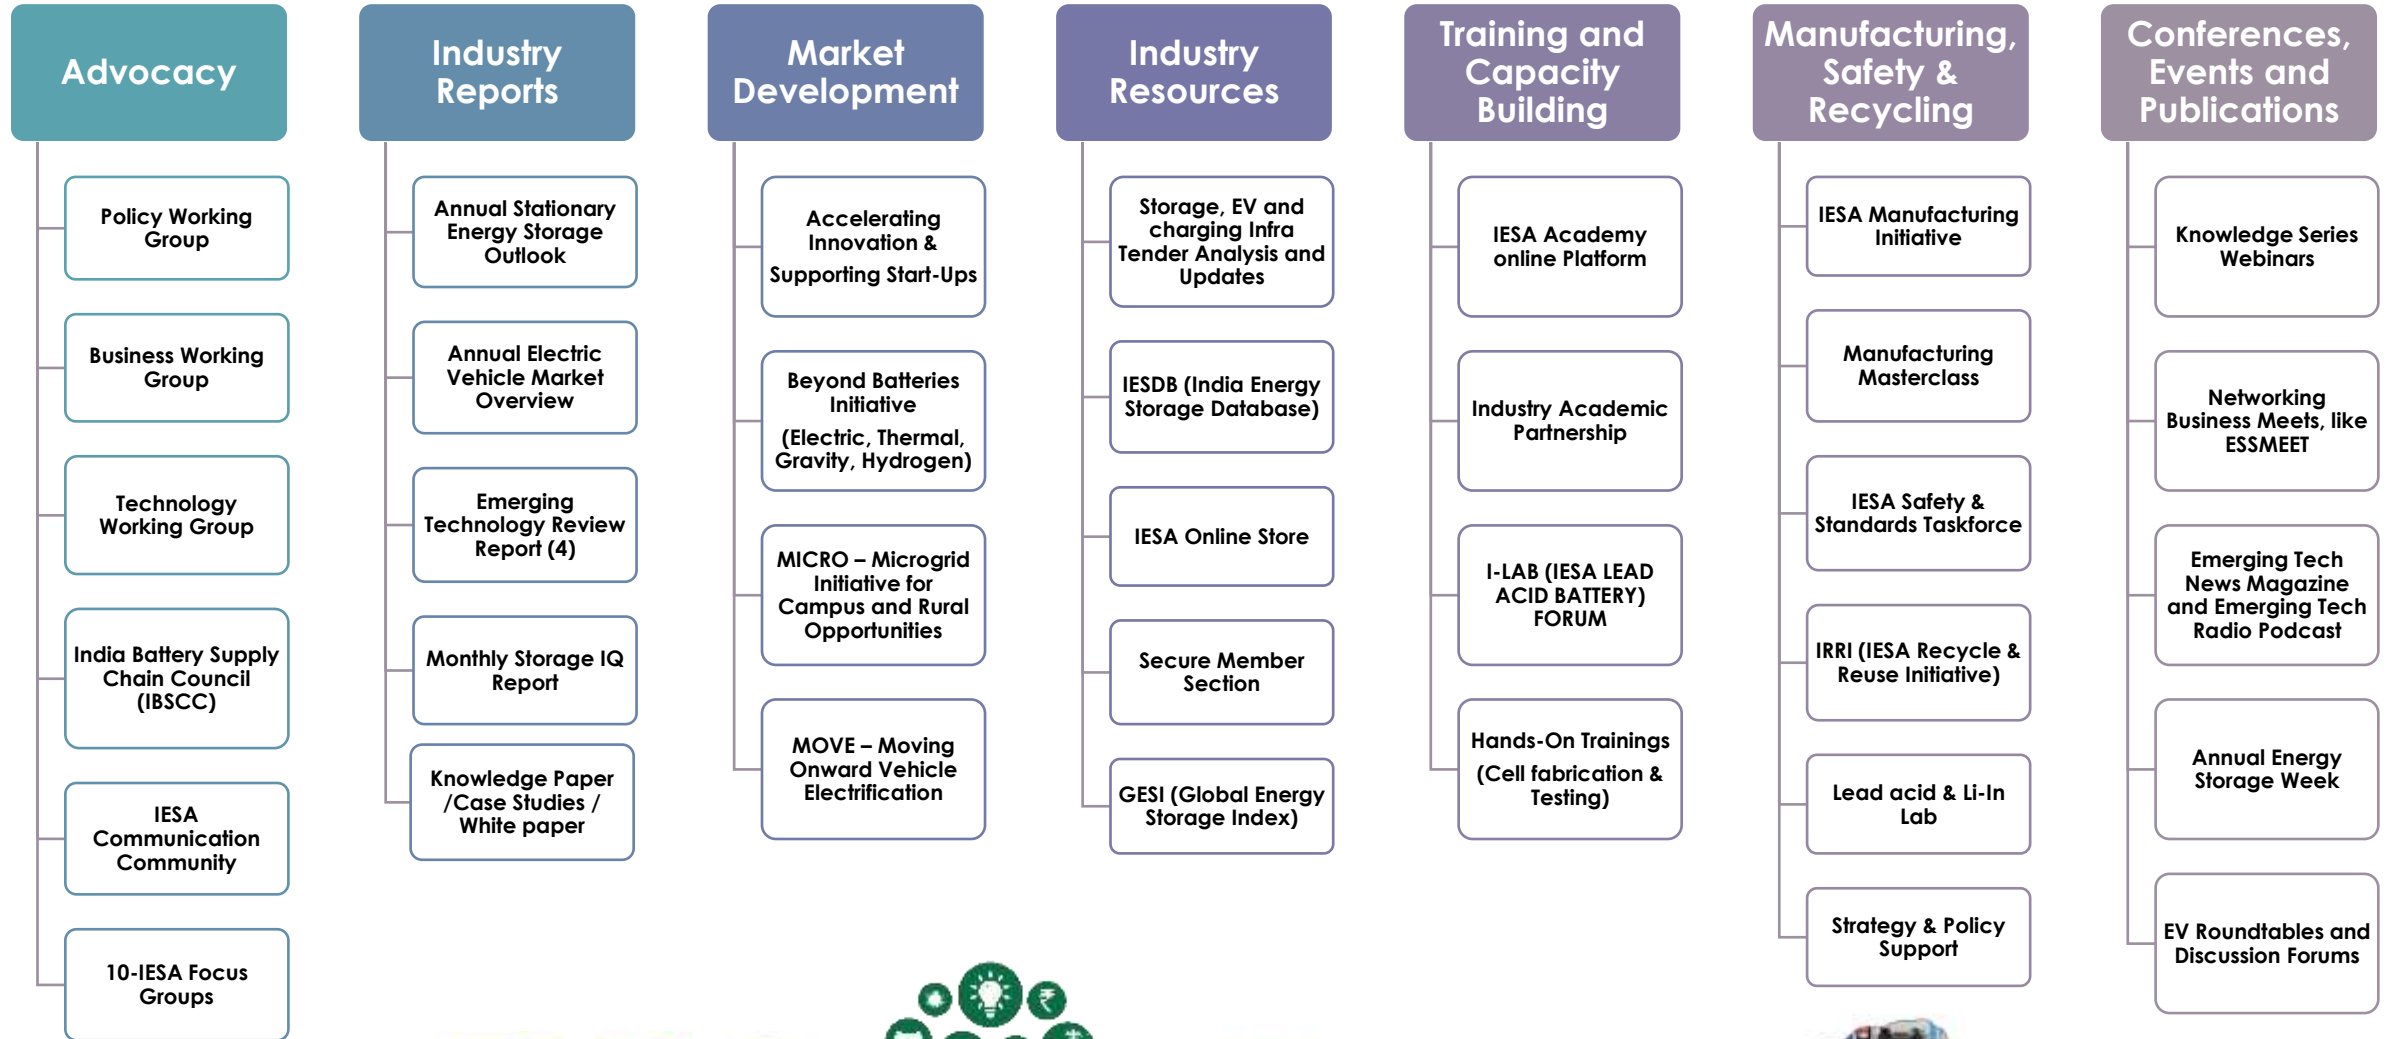 Advocacy
Policy Working
Group
Business Working
Group
Technology
Working Group
India Battery Supply
Chain Council
(IBSCC)
IESA
Communication
Community
10-IESA Focus
Groups
Industry
Reports
Annual Stationary
Energy Storage
Outlook
Annual Electric
Vehicle Market
Overview
Emerging
Technology Review
Report (4)
Monthly Storage IQ
Report
Knowledge Paper
/Case Studies /
White paper
Market
Development
Accelerating
Innovation &
Supporting Start-Ups
Beyond Batteries
Initiative
(Electric, Thermal,
Gravity, Hydrogen)
MICRO – Microgrid
Initiative for
Campus and Rural
Opportunities
MOVE – Moving
Onward Vehicle
Electrification
Industry
Resources
Storage, EV and
charging Infra
Tender Analysis and
Updates
IESDB (India Energy
Storage Database)
IESA Online Store
Secure Member
Section
GESI (Global Energy
Storage Index)
Training and
Capacity
Building
IESA Academy
online Platform
Industry Academic
Partnership
I-LAB (IESA LEAD
ACID BATTERY)
FORUM
Hands-On Trainings
(Cell fabrication &
Testing)
Manufacturing,
Safety &
Recycling
IESA Manufacturing
Initiative
Manufacturing
Masterclass
IESA Safety &
Standards Taskforce
IRRI (IESA Recycle &
Reuse Initiative)
Lead acid & Li-In
Lab
Strategy & Policy
Support
Conferences,
Events and
Publications
Knowledge Series
Webinars
Networking
Business Meets, like
ESSMEET
Emerging Tech
News Magazine
and Emerging Tech
Radio Podcast
Annual Energy
Storage Week
EV Roundtables and
Discussion Forums
₹